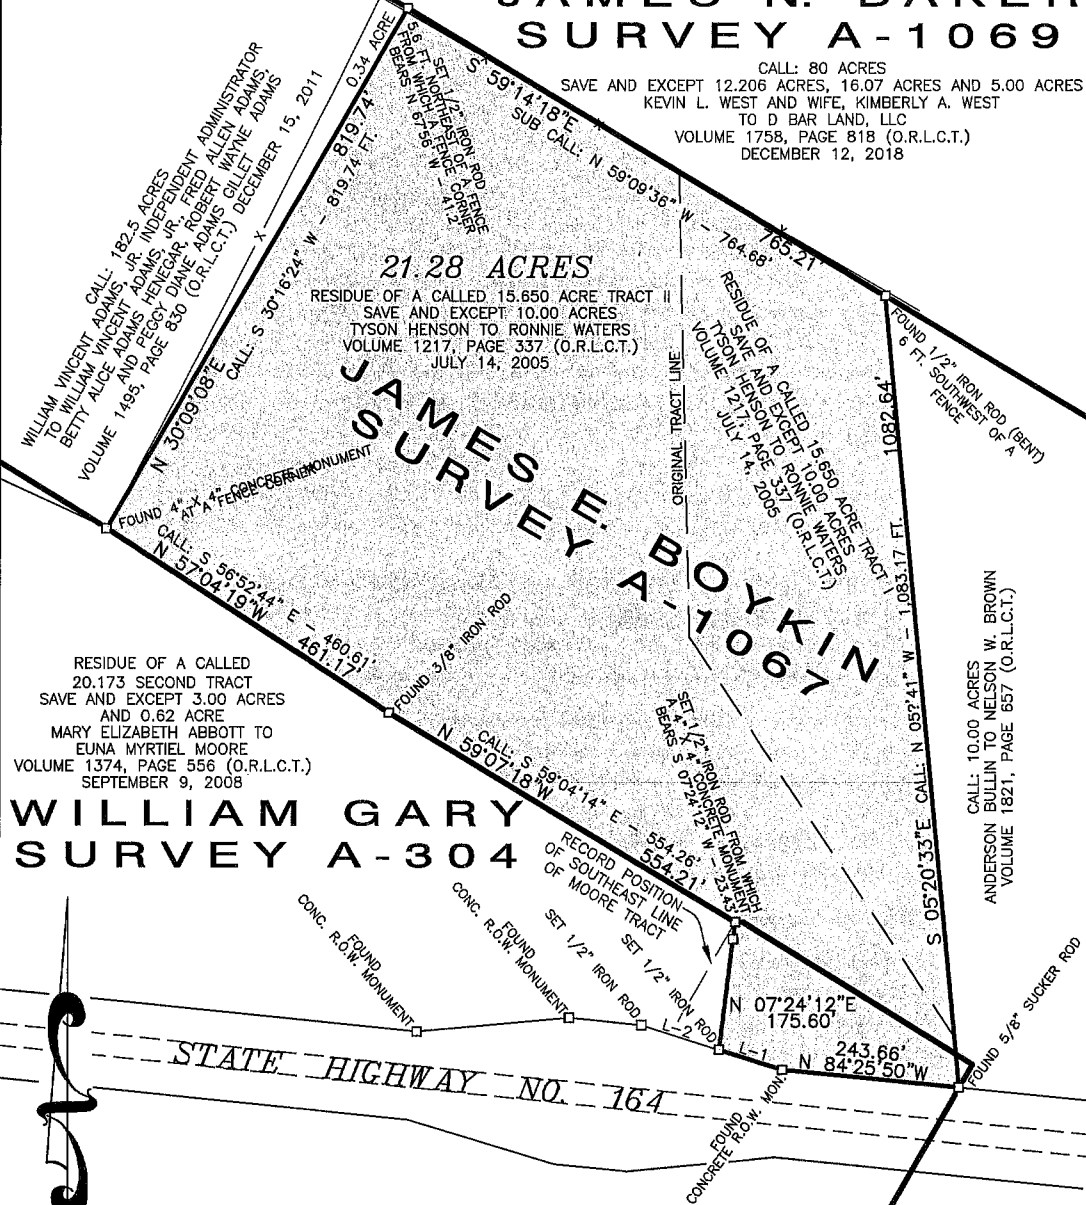 JAMES N. BAKER
SURVEY A-1069
CALL: 80 ACRES
SAVE AND EXCEPT 12.206 ACRES, 16.07 ACRES AND 5.00 ACRES
KEVIN L. WEST AND WIFE, KIMBERLY A. WEST
TO D BAR LAND, LLC
VOLUME 1758, PAGE 818 (O.R.L.C.T.)
DECEMBER 12, 2018
CALL: 182.5 ACRES
WILLIAM VINCENT ADAMS, JR. INDEPENDENT ADMINISTRATOR
TO WILLIAM VINCENT ADAMS, JR., FRED ALLEN ADAMS,
BETTY ALICE ADAMS HENEGAR, ROBERT WAYNE ADAMS
AND PEGGY DIANE ADAMS GILLET
VOLUME 1495, PAGE 830 (O.R.L.C.T.) DECEMBER 15, 2011
0.34 ACRE
819.74'
N 30°09'08"E
CALL: S 30°16'24" W - 819.74 FT.
SET 1/2" IRON ROD
5.6 FT. NORTHEAST OF A FENCE
FROM WHICH A FENCE CORNER
BEARS N 67°56' W - 41.2'
S 59°14'18"E
765.21'
SUB CALL: N 59°09'36" W - 764.68'
21.28 ACRES
RESIDUE OF A CALLED 15.650 ACRE TRACT II
SAVE AND EXCEPT 10.00 ACRES
TYSON HENSON TO RONNIE WATERS
VOLUME 1217, PAGE 337 (O.R.L.C.T.)
JULY 14, 2005
ORIGINAL TRACT LINE
RESIDUE OF A CALLED 15.650 ACRE TRACT I
SAVE AND EXCEPT 10.00 ACRES
TYSON HENSON TO RONNIE WATERS
VOLUME 1217, PAGE 337 (O.R.L.C.T.)
JULY 14, 2005
FOUND 1/2" IRON ROD (BENT)
6 FT. SOUTHWEST OF A
FENCE
JAMES E. BOYKIN
SURVEY A-1067
S 05°20'33"E
1082.64'
CALL: N 05?'41" W - 1,083.17 FT.
CALL: 10.00 ACRES
ANDERSON BULLIN TO NELSON W. BROWN
VOLUME 1821, PAGE 657 (O.R.L.C.T.)
FOUND 4" X 4" CONCRETE MONUMENT
AT A FENCE CORNER
CALL: S 56°52'44" E - 460.61'
N 57°04'19"W
461.17'
FOUND 3/8" IRON ROD
RESIDUE OF A CALLED
20.173 SECOND TRACT
SAVE AND EXCEPT 3.00 ACRES
AND 0.62 ACRE
MARY ELIZABETH ABBOTT TO
EUNA MYRTIEL MOORE
VOLUME 1374, PAGE 556 (O.R.L.C.T.)
SEPTEMBER 9, 2008
CALL: S 59°04'14" E - 554.26'
N 59°07'18"W
554.21'
SET 1/2" IRON ROD FROM WHICH
A 4" X 4" CONCRETE MONUMENT
BEARS S 07°24'12" W - 23.43'
WILLIAM GARY
SURVEY A-304
RECORD POSITION
OF SOUTHEAST LINE
OF MOORE TRACT
FOUND
CONC. R.O.W. MONUMENT
FOUND
CONC. R.O.W. MONUMENT
SET 1/2" IRON ROD
SET 1/2" IRON ROD
L-2
L-1
N 07°24'12"E
175.60'
243.66'
N 84°25'50"W
FOUND 5/8" SUCKER ROD
FOUND
CONCRETE R.O.W. MON.
STATE HIGHWAY NO. 164